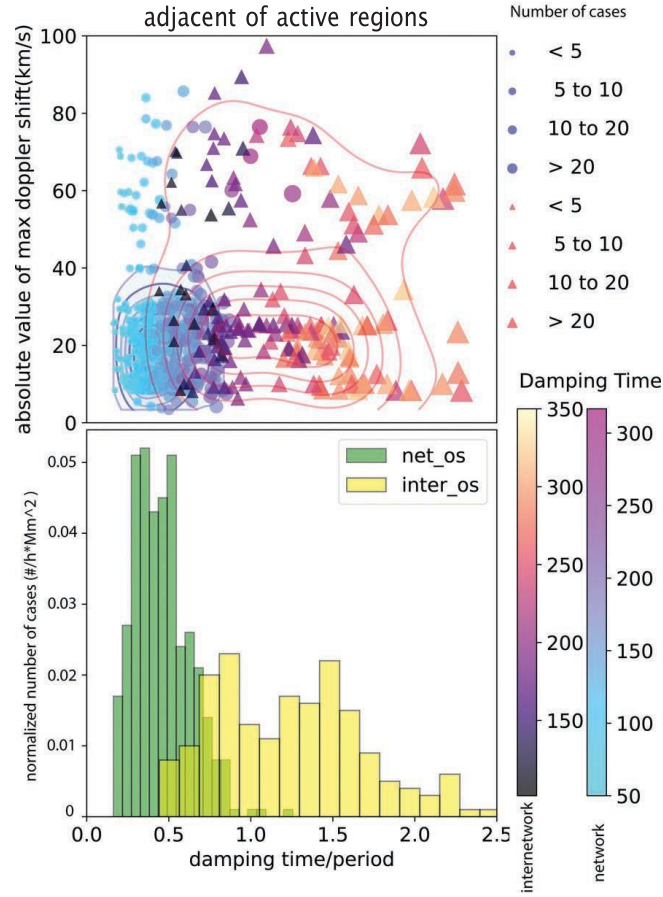 adjacent of active regions
absolute value of max doppler shift(km/s)
100
80
60
40
20
0
Number of cases
< 5
5 to 10
10 to 20
> 20
< 5
5 to 10
10 to 20
> 20
Damping Time
350
300
250
200
150
internetwork
300
250
200
150
100
50
network
net_os
inter_os
normalized number of cases (#/h*Mm^2 )
0.05
0.04
0.03
0.02
0.01
0
0.0
0.5
1.0
1.5
2.0
2.5
damping time/period